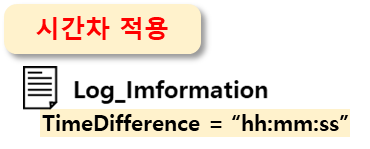 시간차 적용
Log_Imformation
TimeDifference = “hh:mm:ss”